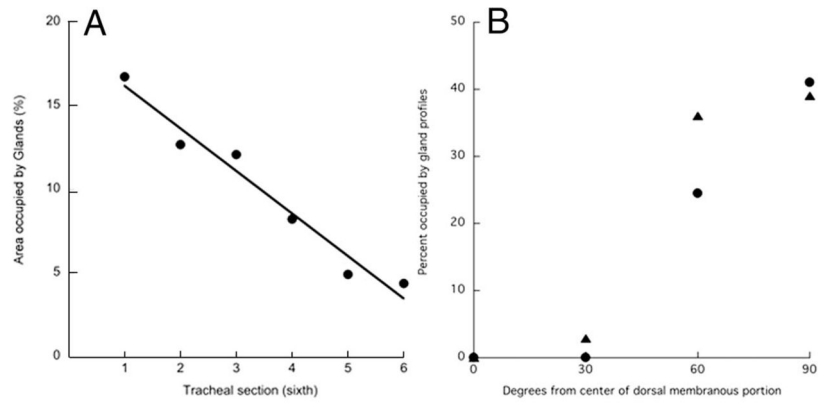 A
20
15
10
5
0
1 2 3 4 5 6
Area occupied by Glands (%)
Tracheal section (sixth)
B
50
40
30
20
10
0
0 30 60 90
Percent occupied by gland profiles
Degrees from center of dorsal membranous portion